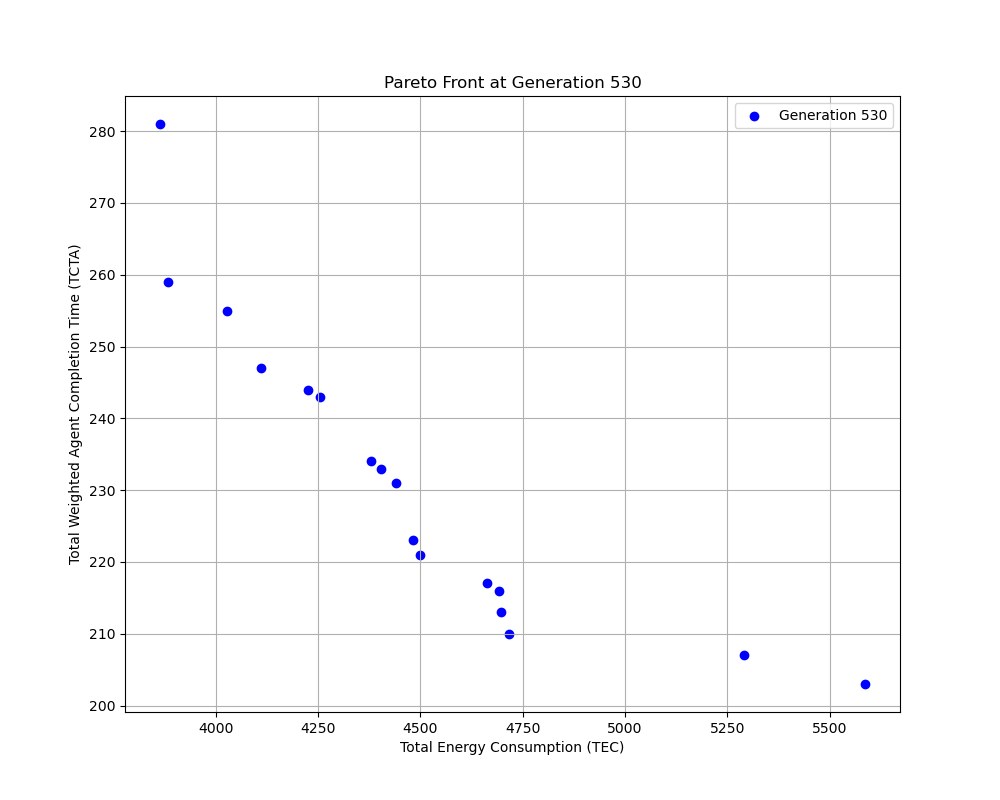 Pareto Front at Generation 530
Generation 530
Total Weighted Agent Completion Time (TCTA)
280
270
260
250
240
230
220
210
200
4000 4250 4500 4750 5000 5250 5500
Total Energy Consumption (TEC)